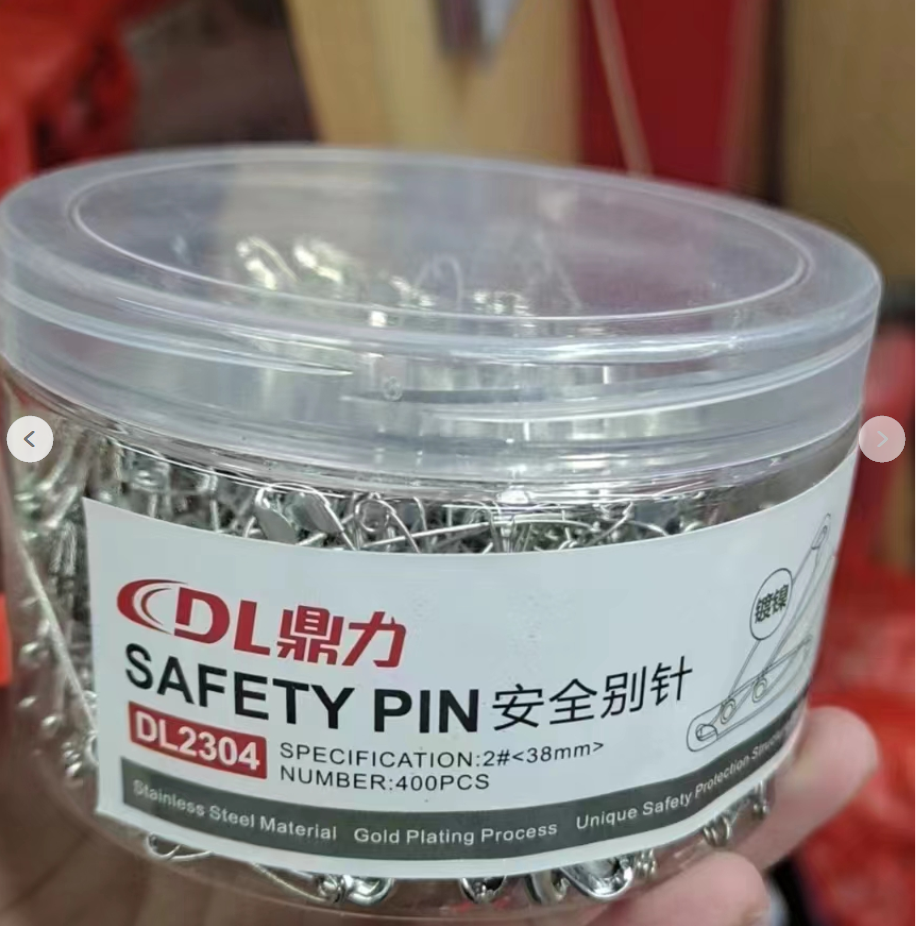 DL鼎力
镀镍
SAFETY PIN 安全别针
DL2304
SPECIFICATION:2#<38mm>
NUMBER:400PCS
Stainless Steel Material Gold Plating Process Unique Safety Protection